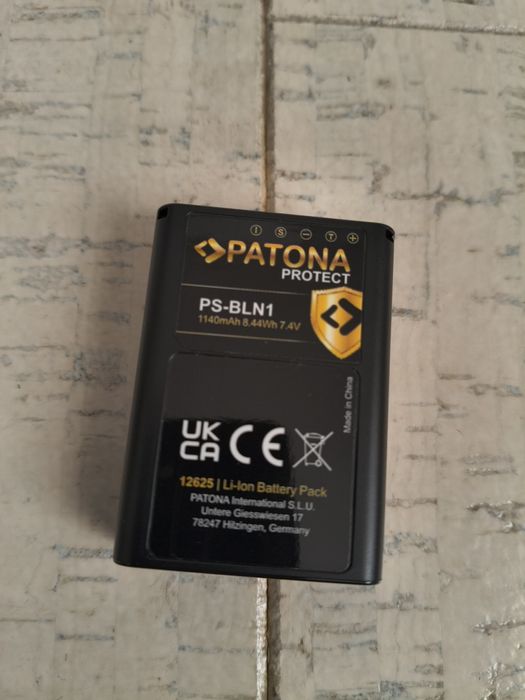 I S − T +
PATONA
PROTECT
PS-BLN1
1140mAh 8.44Wh 7.4V
Made in China
UK
CA CE
12625 | Li-Ion Battery Pack
PATONA International S.L.U.
Untere Giesswiesen 17
78247 Hilzingen, Germany